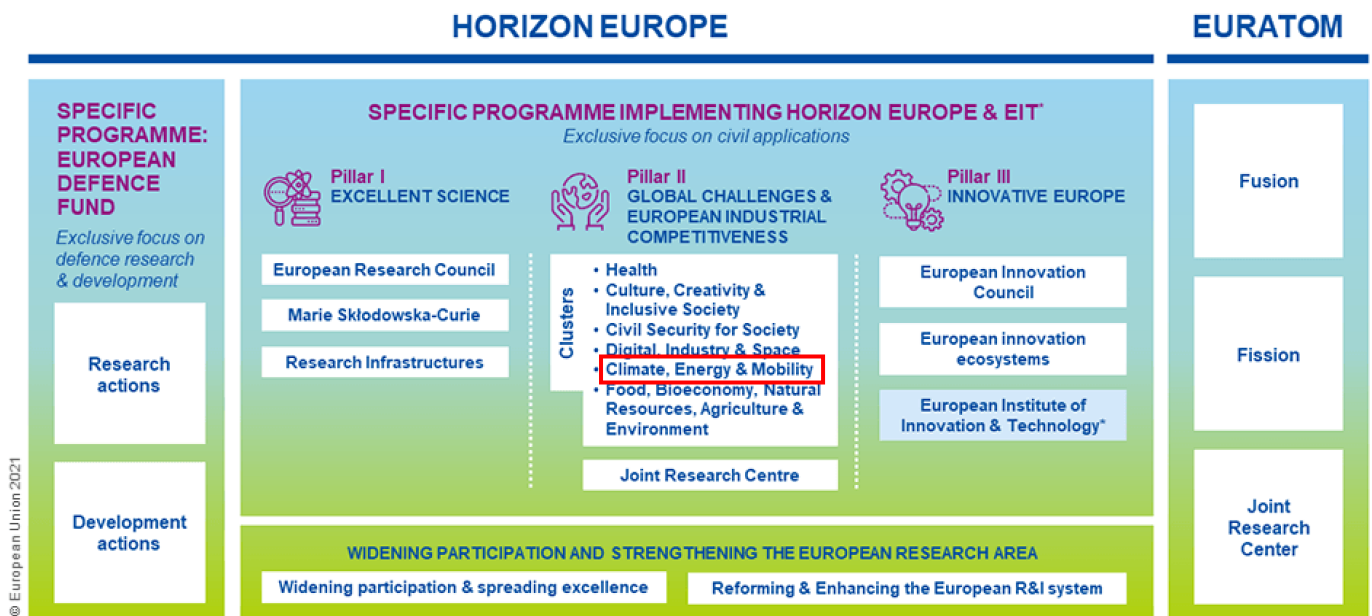 HORIZON EUROPE
EURATOM
SPECIFIC
PROGRAMME:
EUROPEAN
DEFENCE
FUND
Exclusive focus on
defence research
& development
Research
actions
Development
actions
SPECIFIC PROGRAMME IMPLEMENTING HORIZON EUROPE & EIT*
Exclusive focus on civil applications
Pillar I
EXCELLENT SCIENCE
European Research Council
Marie Skłodowska-Curie
Research Infrastructures
Pillar II
GLOBAL CHALLENGES &
EUROPEAN INDUSTRIAL
COMPETITIVENESS
Clusters
• Health
• Culture, Creativity &
Inclusive Society
• Civil Security for Society
• Digital, Industry & Space
• Climate, Energy & Mobility
• Food, Bioeconomy, Natural
Resources, Agriculture &
Environment
Joint Research Centre
Pillar III
INNOVATIVE EUROPE
European Innovation
Council
European innovation
ecosystems
European Institute of
Innovation & Technology*
WIDENING PARTICIPATION AND STRENGTHENING THE EUROPEAN RESEARCH AREA
Widening participation & spreading excellence
Reforming & Enhancing the European R&I system
Fusion
Fission
Joint
Research
Center
© European Union 2021